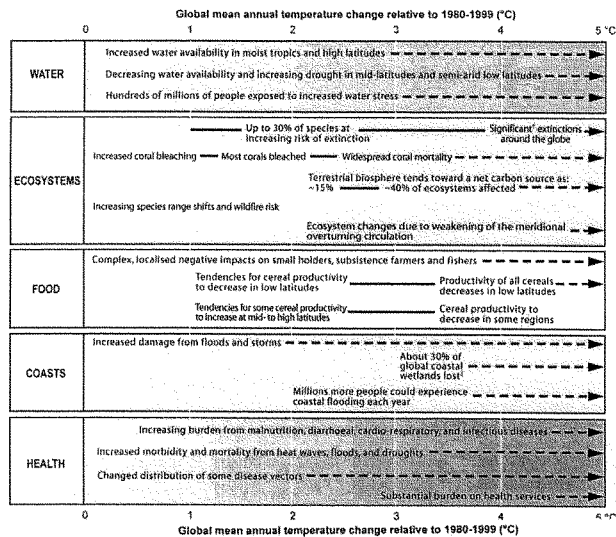 Global mean annual temperature change relative to 1980-1999 (°C)
0 1 2 3 4 5 °C
WATER
Increased water availability in moist tropics and high latitudes
Decreasing water availability and increasing drought in mid-latitudes and semi-arid low latitudes
Hundreds of millions of people exposed to increased water stress
ECOSYSTEMS
Up to 30% of species at
increasing risk of extinction
Significant† extinctions
around the globe
Increased coral bleaching Most corals bleached Widespread coral mortality
Terrestrial biosphere tends toward a net carbon source as:
~15% ~40% of ecosystems affected
Increasing species range shifts and wildfire risk
Ecosystem changes due to weakening of the meridional
overturning circulation
FOOD
Complex, localised negative impacts on small holders, subsistence farmers and fishers
Tendencies for cereal productivity
to decrease in low latitudes
Productivity of all cereals
decreases in low latitudes
Tendencies for some cereal productivity
to increase at mid- to high latitudes
Cereal productivity to
decrease in some regions
COASTS
Increased damage from floods and storms
About 30% of
global coastal
wetlands lost‡
Millions more people could experience
coastal flooding each year
HEALTH
Increasing burden from malnutrition, diarrhoeal, cardio-respiratory, and infectious diseases
Increased morbidity and mortality from heat waves, floods, and droughts
Changed distribution of some disease vectors
Substantial burden on health services
0 1 2 3 4 5 °C
Global mean annual temperature change relative to 1980-1999 (°C)